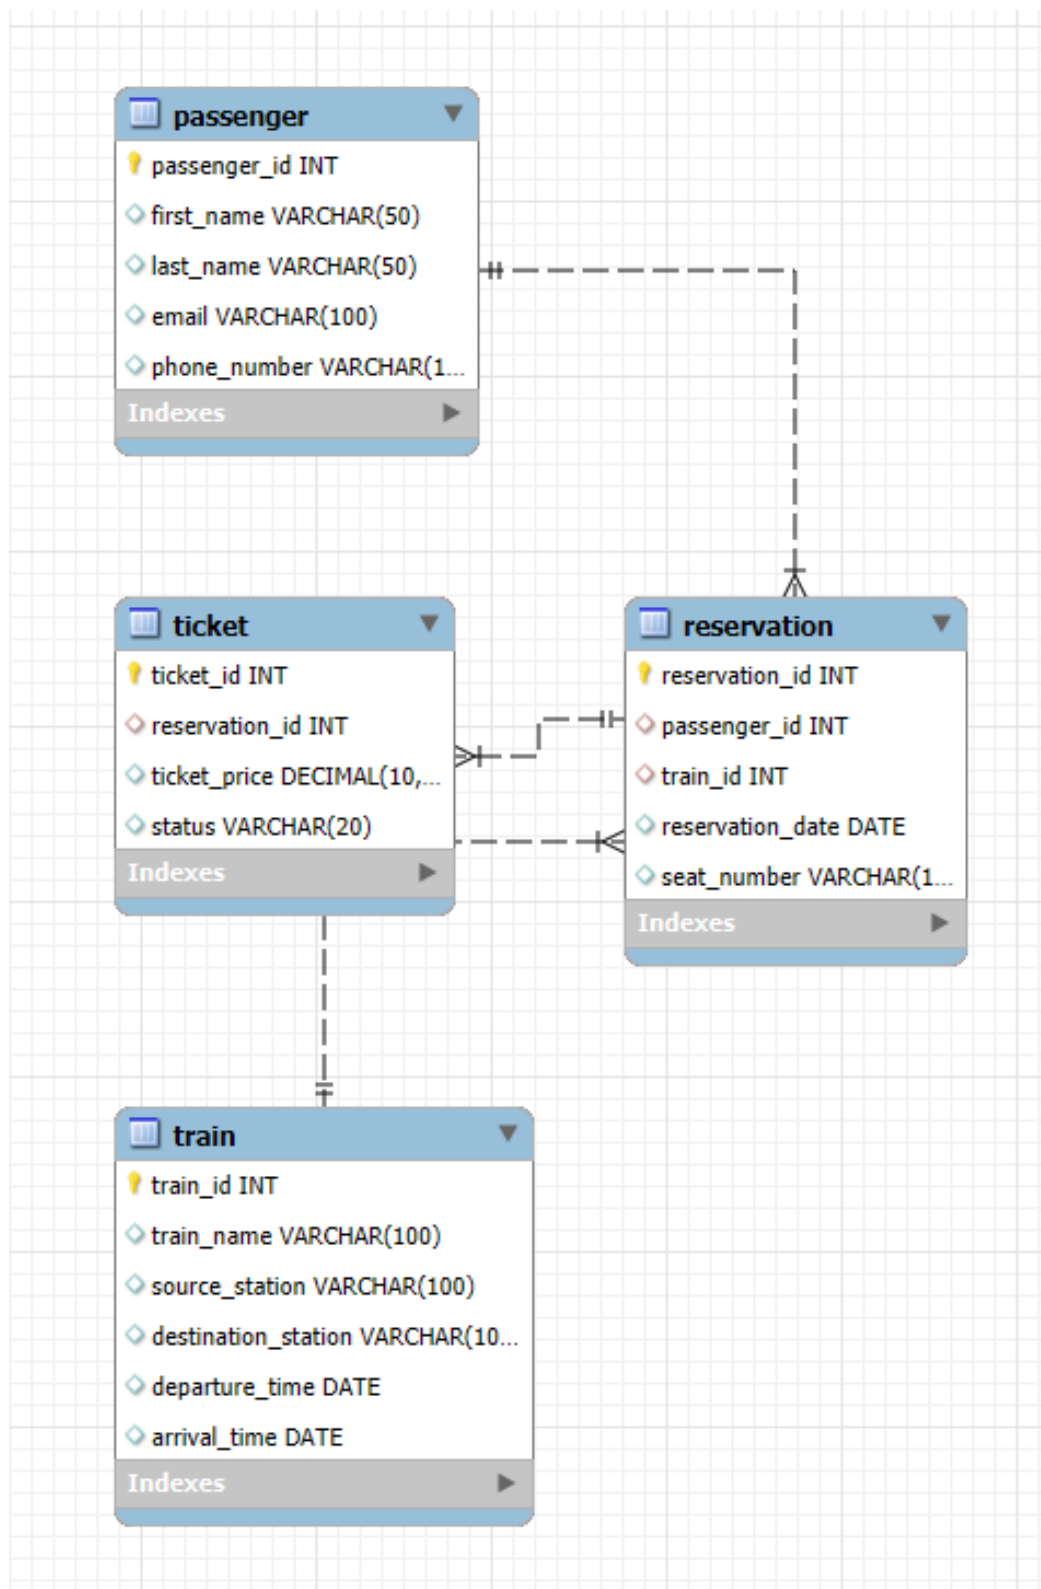 passenger
passenger_id INT
first_name VARCHAR(50)
last_name VARCHAR(50)
email VARCHAR(100)
phone_number VARCHAR(1...
Indexes
ticket
ticket_id INT
reservation_id INT
ticket_price DECIMAL(10,...
status VARCHAR(20)
Indexes
reservation
reservation_id INT
passenger_id INT
train_id INT
reservation_date DATE
seat_number VARCHAR(1...
Indexes
train
train_id INT
train_name VARCHAR(100)
source_station VARCHAR(100)
destination_station VARCHAR(10...
departure_time DATE
arrival_time DATE
Indexes